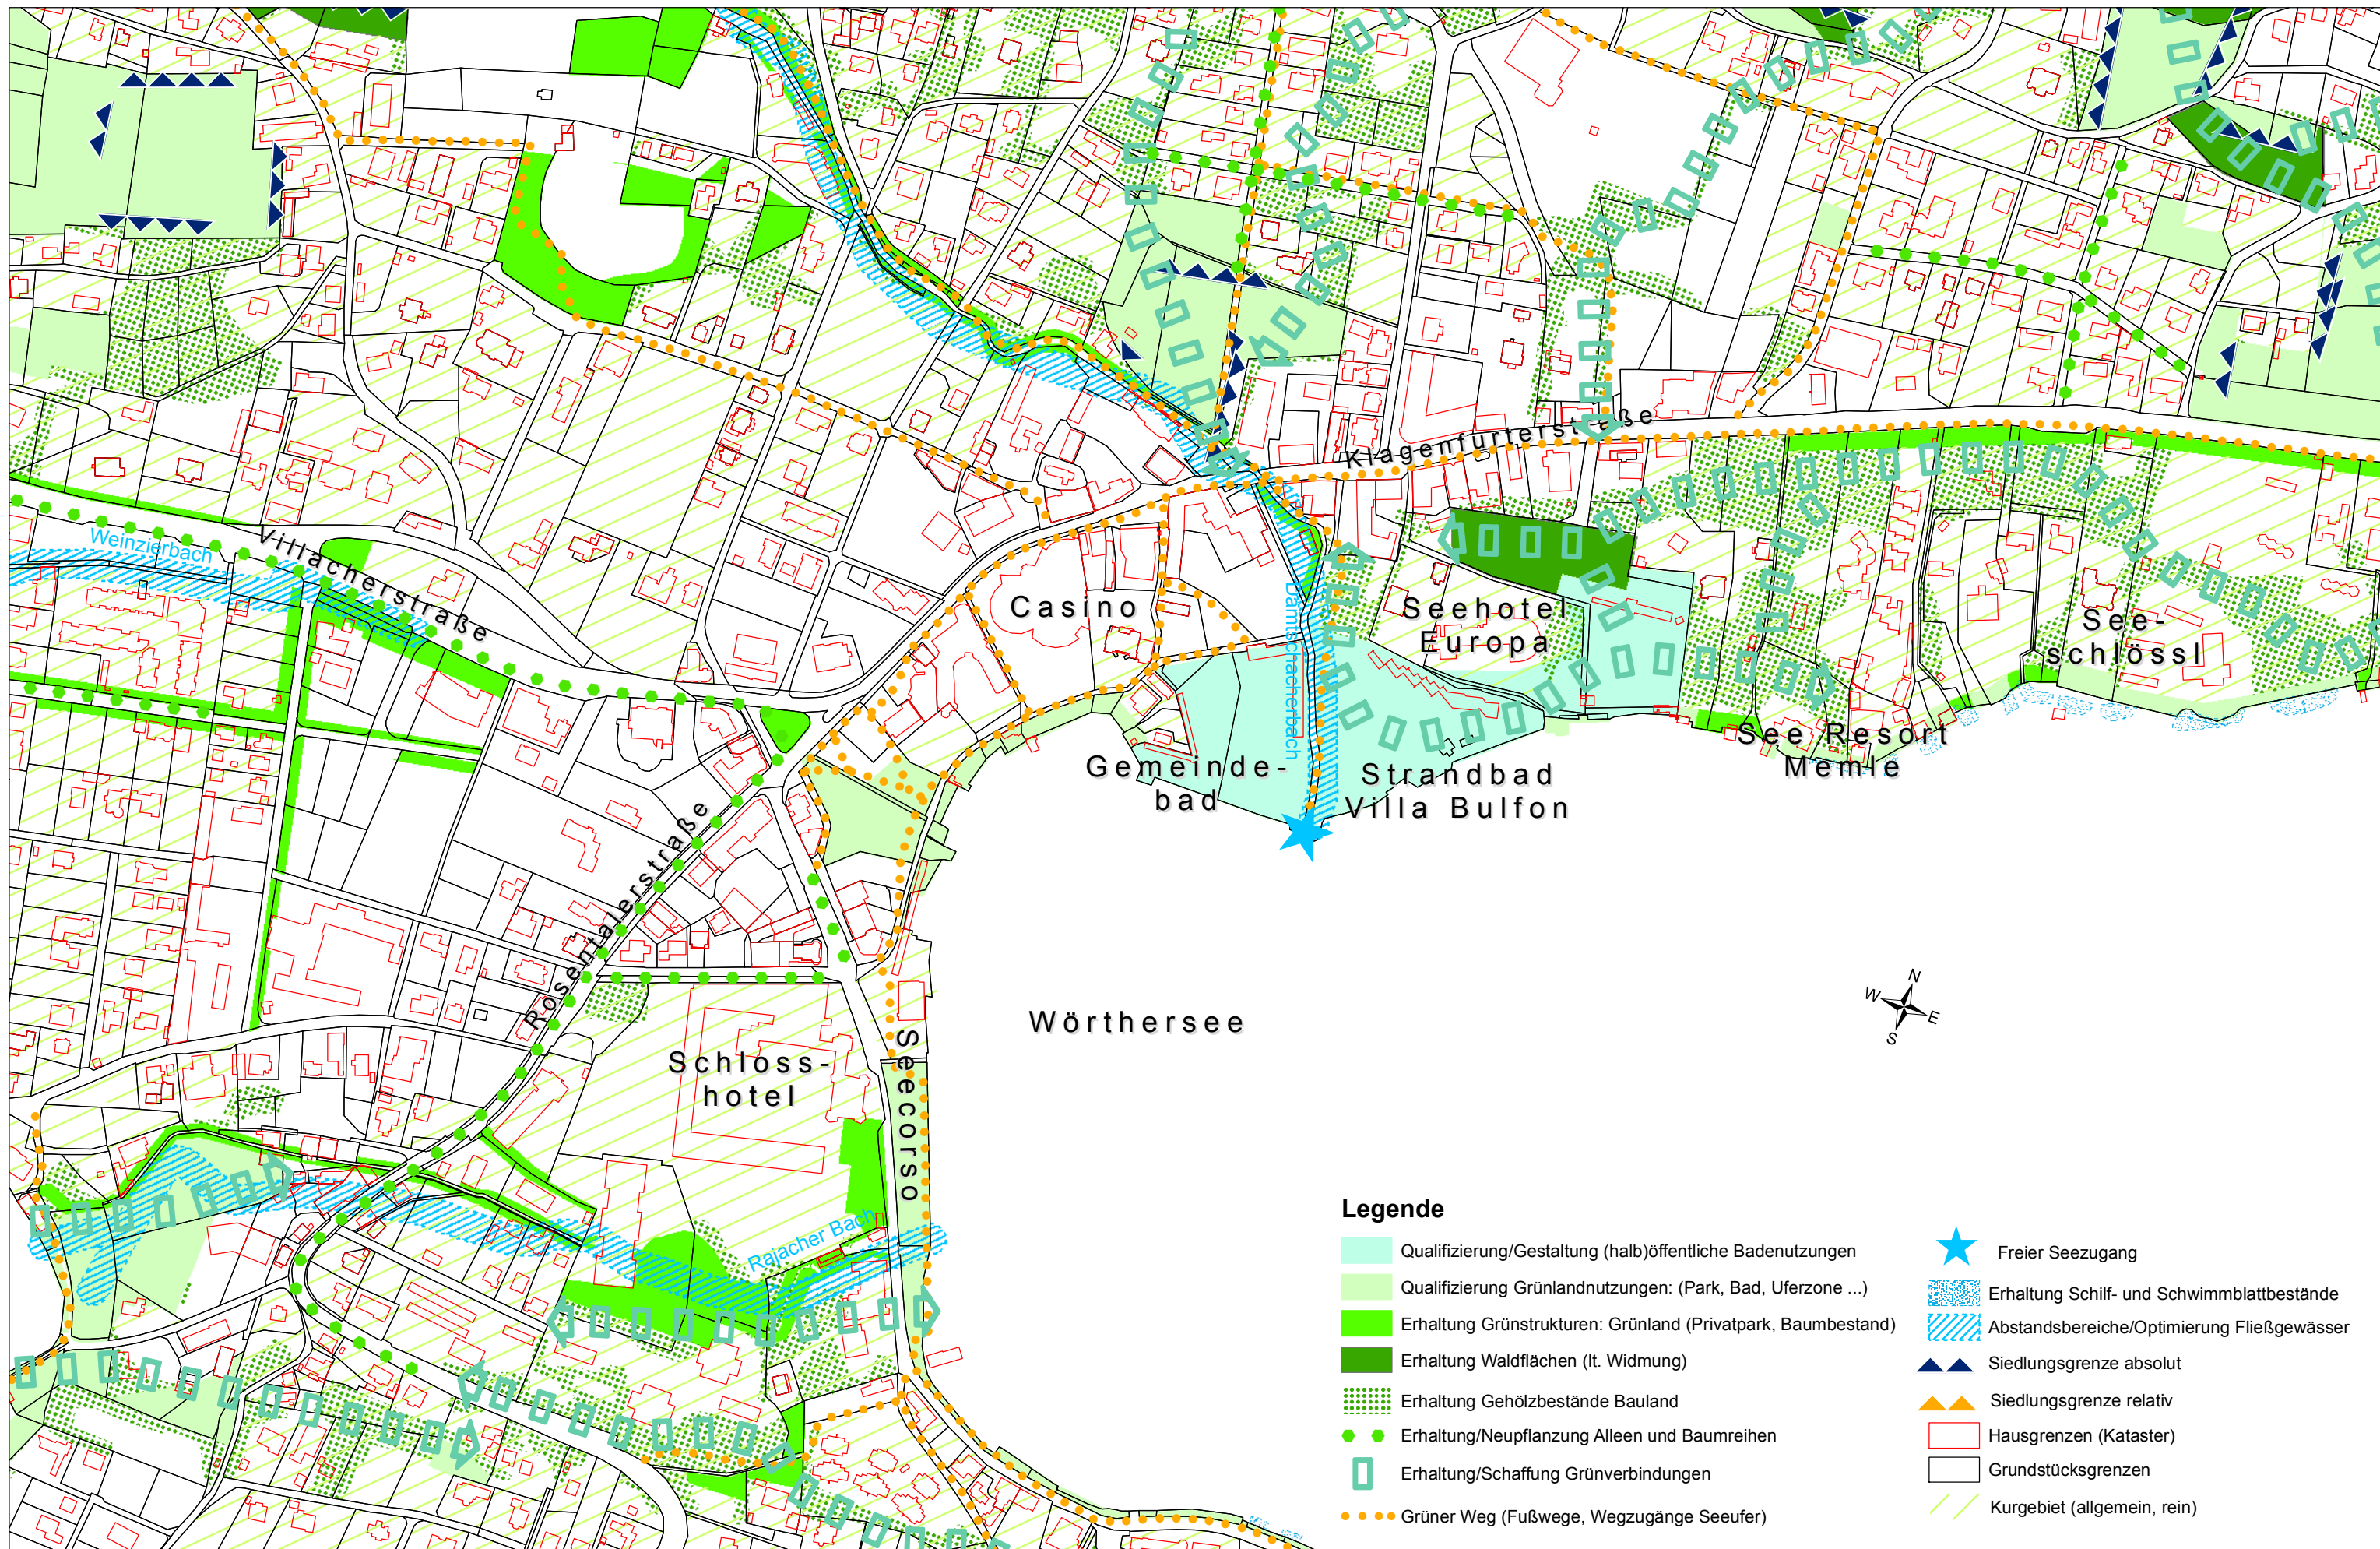 Klagenfurterstraße
Weinzierbach
Villacherstraße
Casino
Damtschacherbach
Seehotel
Europa
See-
schlössl
See Resort
Memle
Gemeinde-
bad
Strandbad
Villa Bulfon
Rosentalerstraße
Wörthersee
N
W
E
S
Schloss-
hotel
Seecorso
Rajacher Bach
Legende
Qualifizierung/Gestaltung (halb)öffentliche Badenutzungen
Qualifizierung Grünlandnutzungen: (Park, Bad, Uferzone ...)
Erhaltung Grünstrukturen: Grünland (Privatpark, Baumbestand)
Erhaltung Waldflächen (lt. Widmung)
Erhaltung Gehölzbestände Bauland
Erhaltung/Neupflanzung Alleen und Baumreihen
Erhaltung/Schaffung Grünverbindungen
Grüner Weg (Fußwege, Wegzugänge Seeufer)
Freier Seezugang
Erhaltung Schilf- und Schwimmblattbestände
Abstandsbereiche/Optimierung Fließgewässer
Siedlungsgrenze absolut
Siedlungsgrenze relativ
Hausgrenzen (Kataster)
Grundstücksgrenzen
Kurgebiet (allgemein, rein)